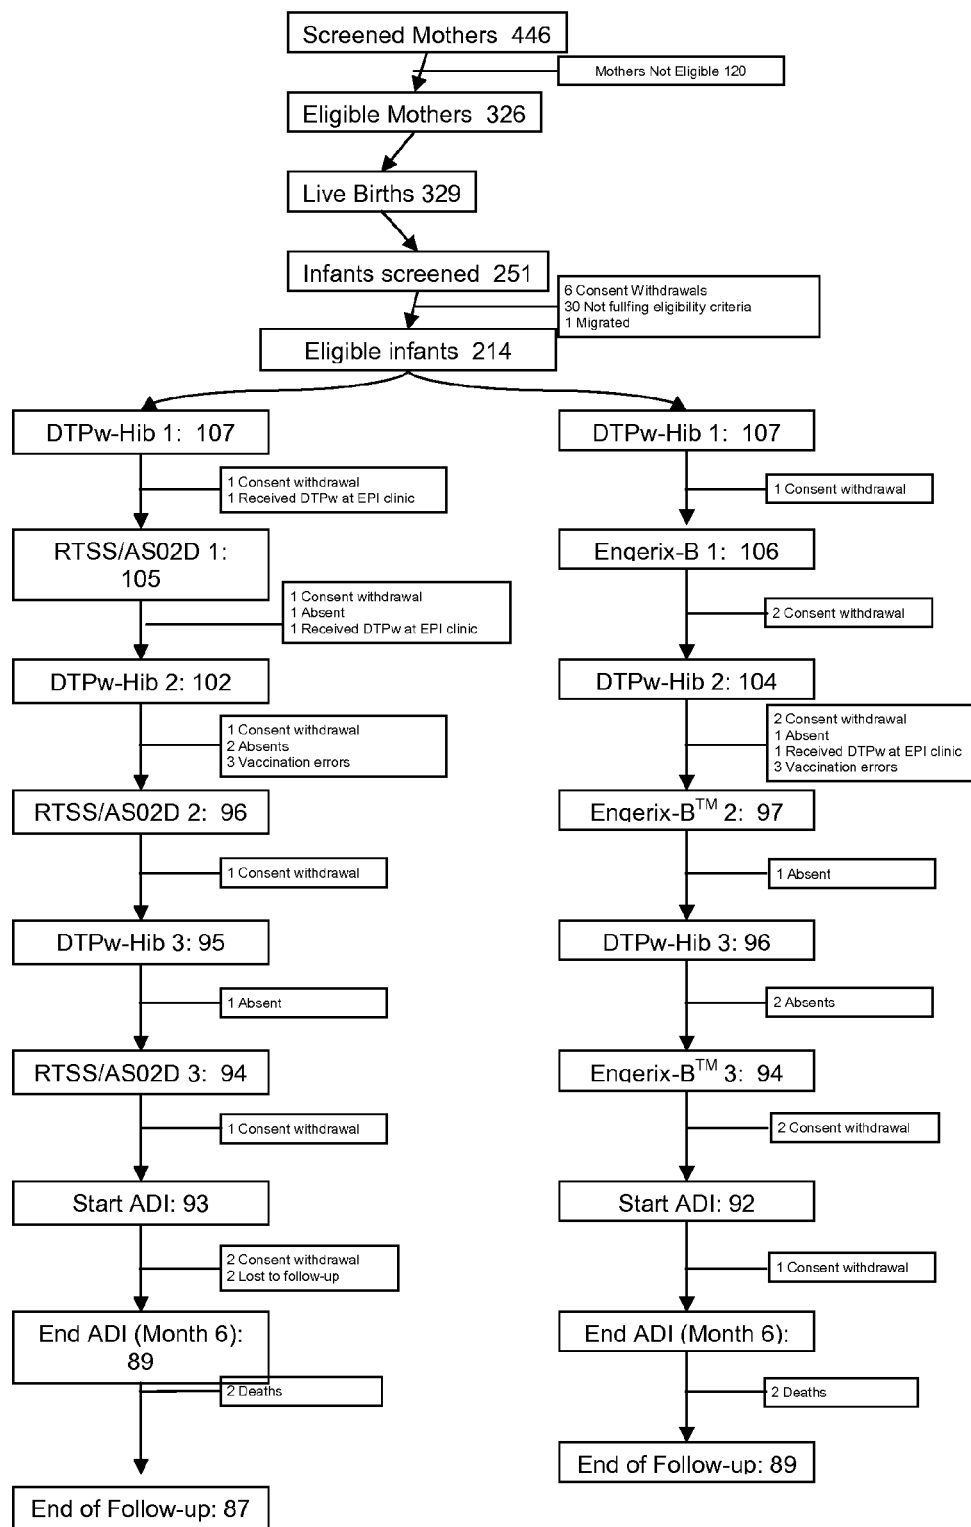 Screened Mothers 446
Mothers Not Eligible 120
Eligible Mothers 326
Live Births 329
Infants screened 251
6 Consent Withdrawals
30 Not fullfing eligibility criteria
1 Migrated
Eligible infants 214
DTPw-Hib 1: 107
1 Consent withdrawal
1 Received DTPw at EPI clinic
RTSS/AS02D 1:
105
1 Consent withdrawal
1 Absent
1 Received DTPw at EPI clinic
DTPw-Hib 2: 102
1 Consent withdrawal
2 Absents
3 Vaccination errors
RTSS/AS02D 2: 96
1 Consent withdrawal
DTPw-Hib 3: 95
1 Absent
RTSS/AS02D 3: 94
1 Consent withdrawal
Start ADI: 93
2 Consent withdrawal
2 Lost to follow-up
End ADI (Month 6):
89
2 Deaths
End of Follow-up: 87
DTPw-Hib 1: 107
1 Consent withdrawal
Engerix-B 1: 106
2 Consent withdrawal
DTPw-Hib 2: 104
2 Consent withdrawal
1 Absent
1 Received DTPw at EPI clinic
3 Vaccination errors
Engerix-B™ 2: 97
1 Absent
DTPw-Hib 3: 96
2 Absents
Engerix-B™ 3: 94
2 Consent withdrawal
Start ADI: 92
1 Consent withdrawal
End ADI (Month 6):
2 Deaths
End of Follow-up: 89